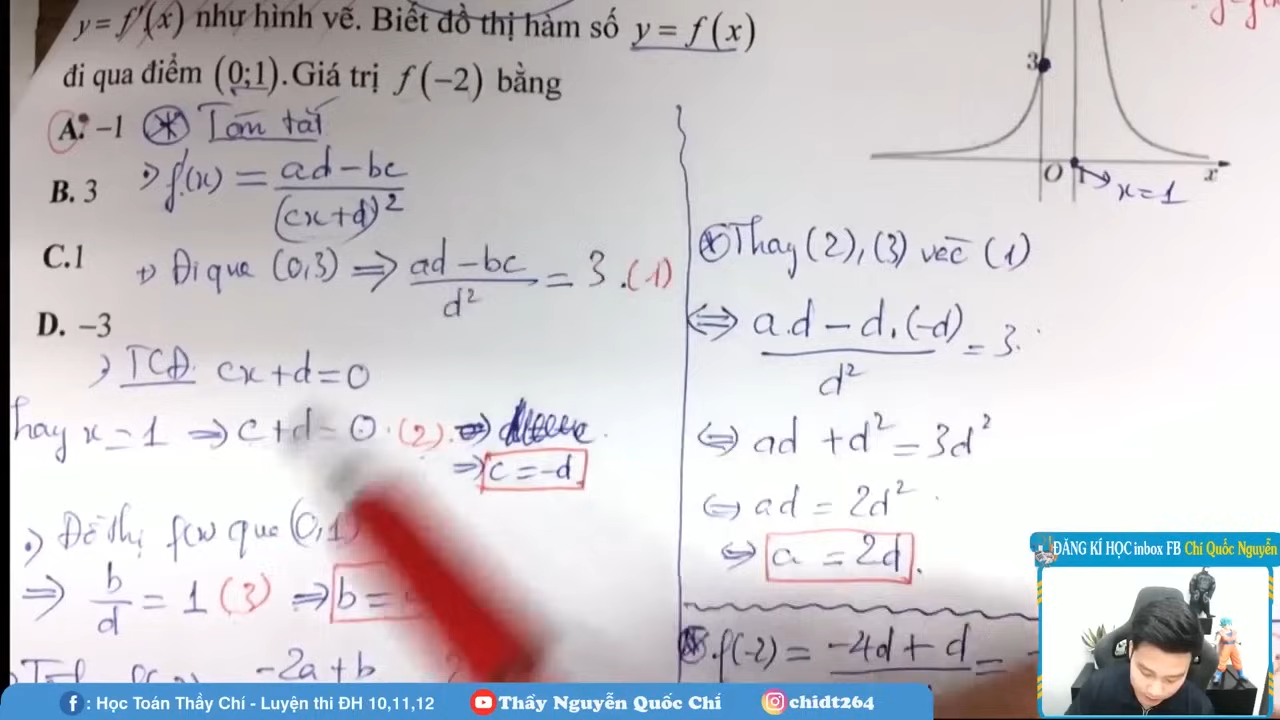 y = f'(x) như hình vẽ. Biết đồ thị hàm số y = f(x)
đi qua điểm (0;1). Giá trị f(−2) bằng
A. −1
B. 3
C. 1
D. −3
Tóm tắt
f'(x) = (ad − bc)/(cx + d)²
Đi qua (0,3) ⇒ (ad − bc)/d² = 3. (1)
TCĐ cx + d = 0
Thay x = 1 ⇒ c + d = 0. (2)
⇒ c = −d
Đồ thị f(x) qua (0,1)
⇒ b/d = 1 (3) ⇒ b =
−2a + b
3
O
1
x
x = 1
Thay (2), (3) vào (1)
⇔ (a.d − d.(−d))/d² = 3.
⇔ ad + d² = 3d²
⇔ ad = 2d².
⇔ a = 2d.
f(−2) = −4d + d =
ĐĂNG KÍ HỌC inbox FB Chí Quốc Nguyễn
f : Học Toán Thầy Chí - Luyện thi ĐH 10,11,12
Thầy Nguyễn Quốc Chí
chidt264